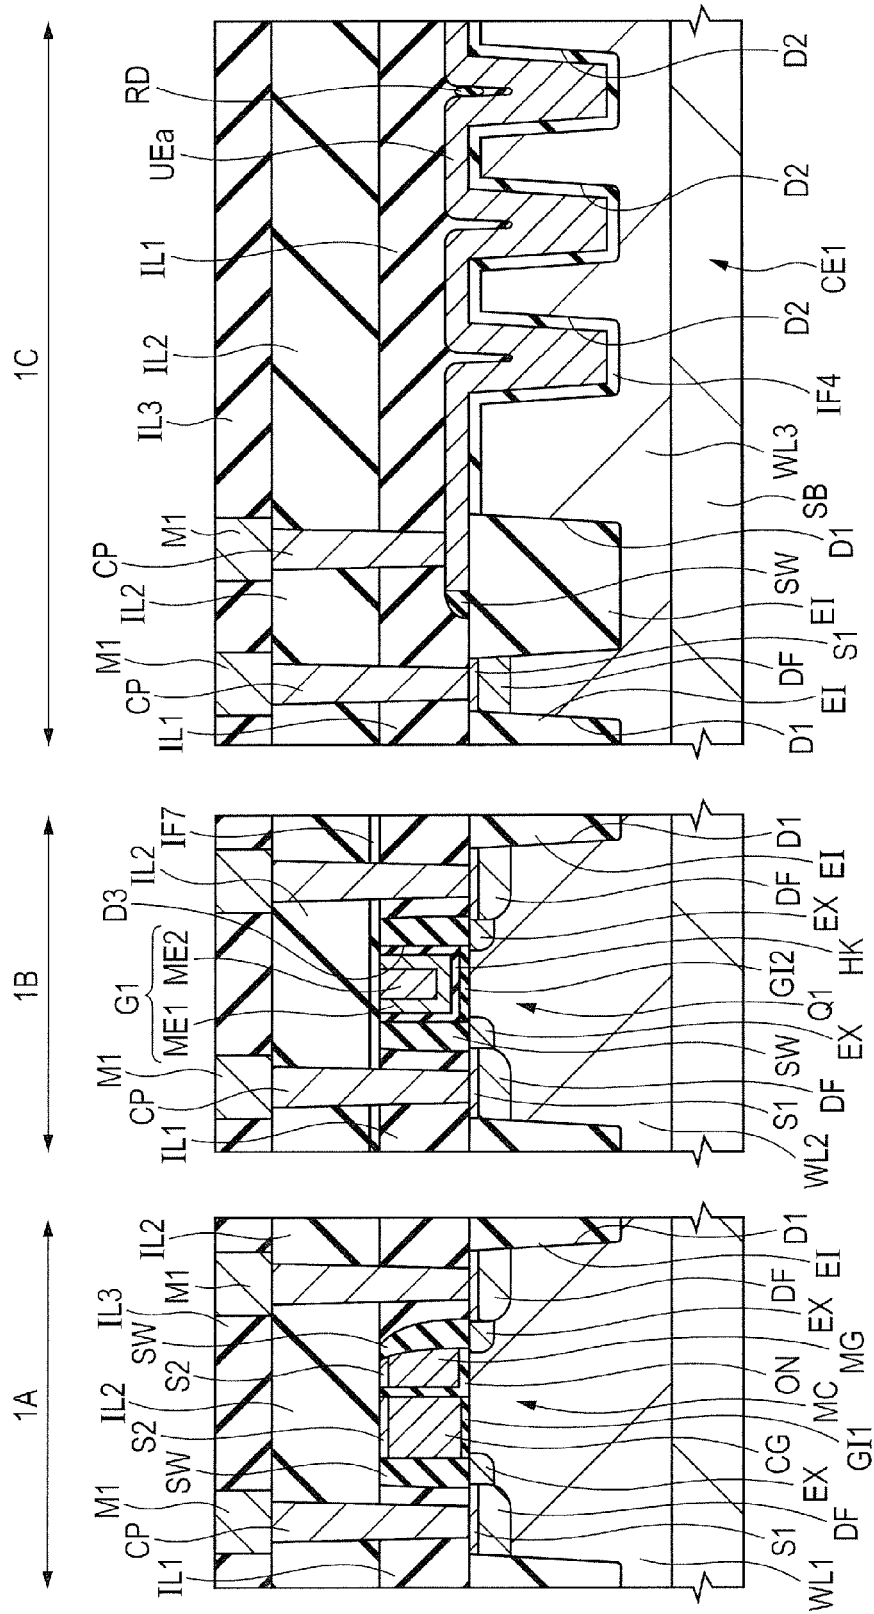 1A
1B
1C
M1
CP
IL1
SW
S2
IL2
S2
SW
IL3
M1
IL2
M1
CP
IL1
G1
ME1
ME2
D3
IL2
IF7
M1
CP
IL1
IL2
CP
M1
IL3
IL2
IL1
UEa
RD
WL1
S1
DF
EX
CG
GI1
MC
ON
MG
EX
DF
EI
D1
WL2
S1
DF
SW
EX
Q1
GI2
HK
EX
DF
EI
D1
D1
EI
DF
S1
EI
SW
D1
SB
WL3
IF4
D2
CE1
D2
D2